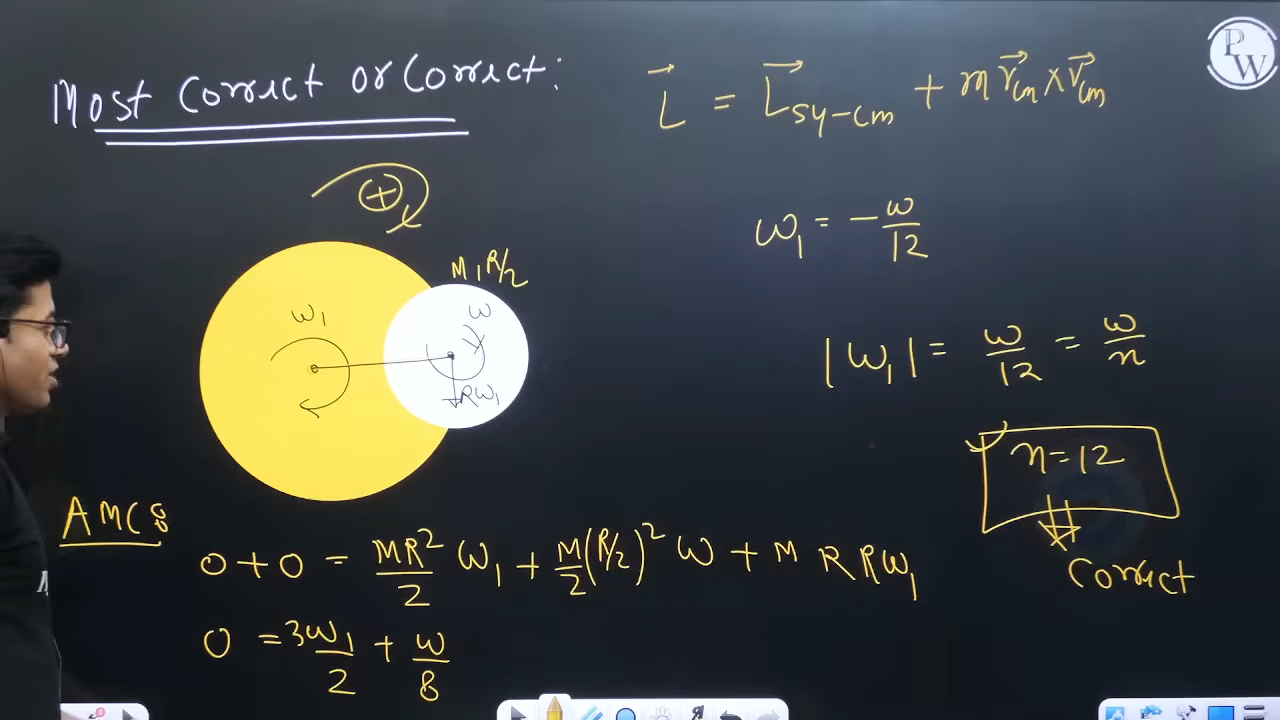 Most Correct or Correct:
PW
L⃗ = L⃗sy-cm + m r⃗cm × v⃗cm
⊕
ω₁ = -ω/12
M, R/2
ω₁
ω
Rω₁
|ω₁| = ω/12 = ω/n
n=12
Correct
AMC:
0 + 0 = MR²/2 ω₁ + M/2 (R/2)² ω + M R Rω₁
0 = 3ω₁/2 + ω/8